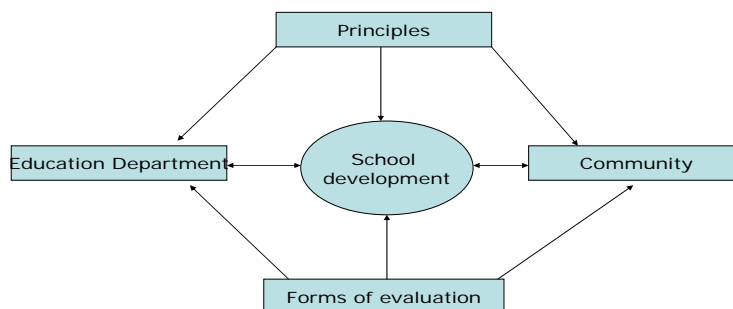 Principles
Education Department
School
development
Community
Forms of evaluation